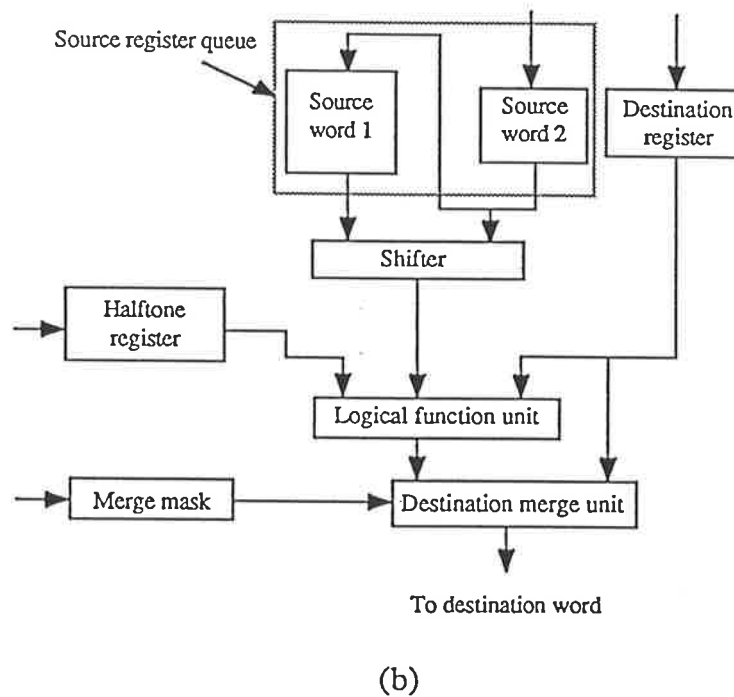 Source register queue
Source
word 1
Source
word 2
Destination
register
Shifter
Halftone
register
Logical function unit
Merge mask
Destination merge unit
To destination word
(b)